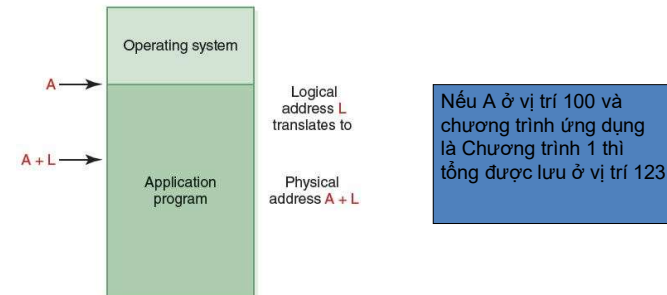 Operating system
A
Logical
address L
translates to
A + L
Application
program
Physical
address A + L
Nếu A ở vị trí 100 và
chương trình ứng dụng
là Chương trình 1 thì
tổng được lưu ở vị trí 123